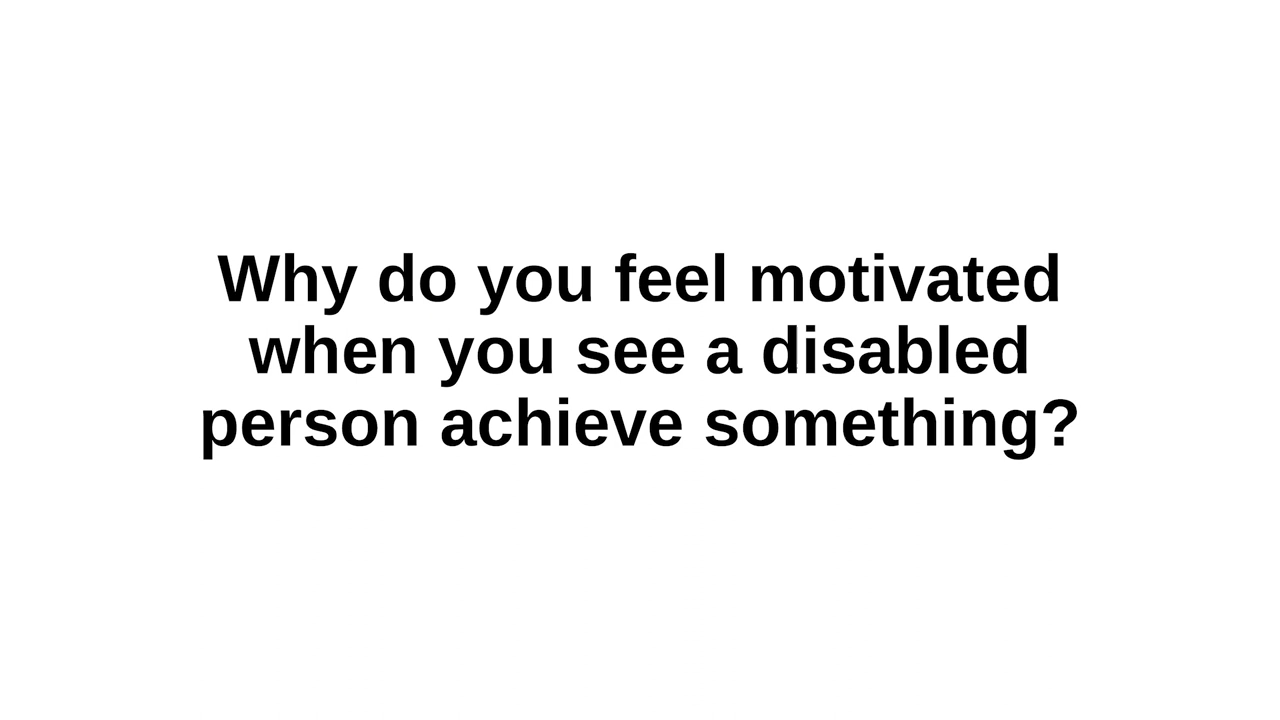 Why do you feel motivated
when you see a disabled
person achieve something?